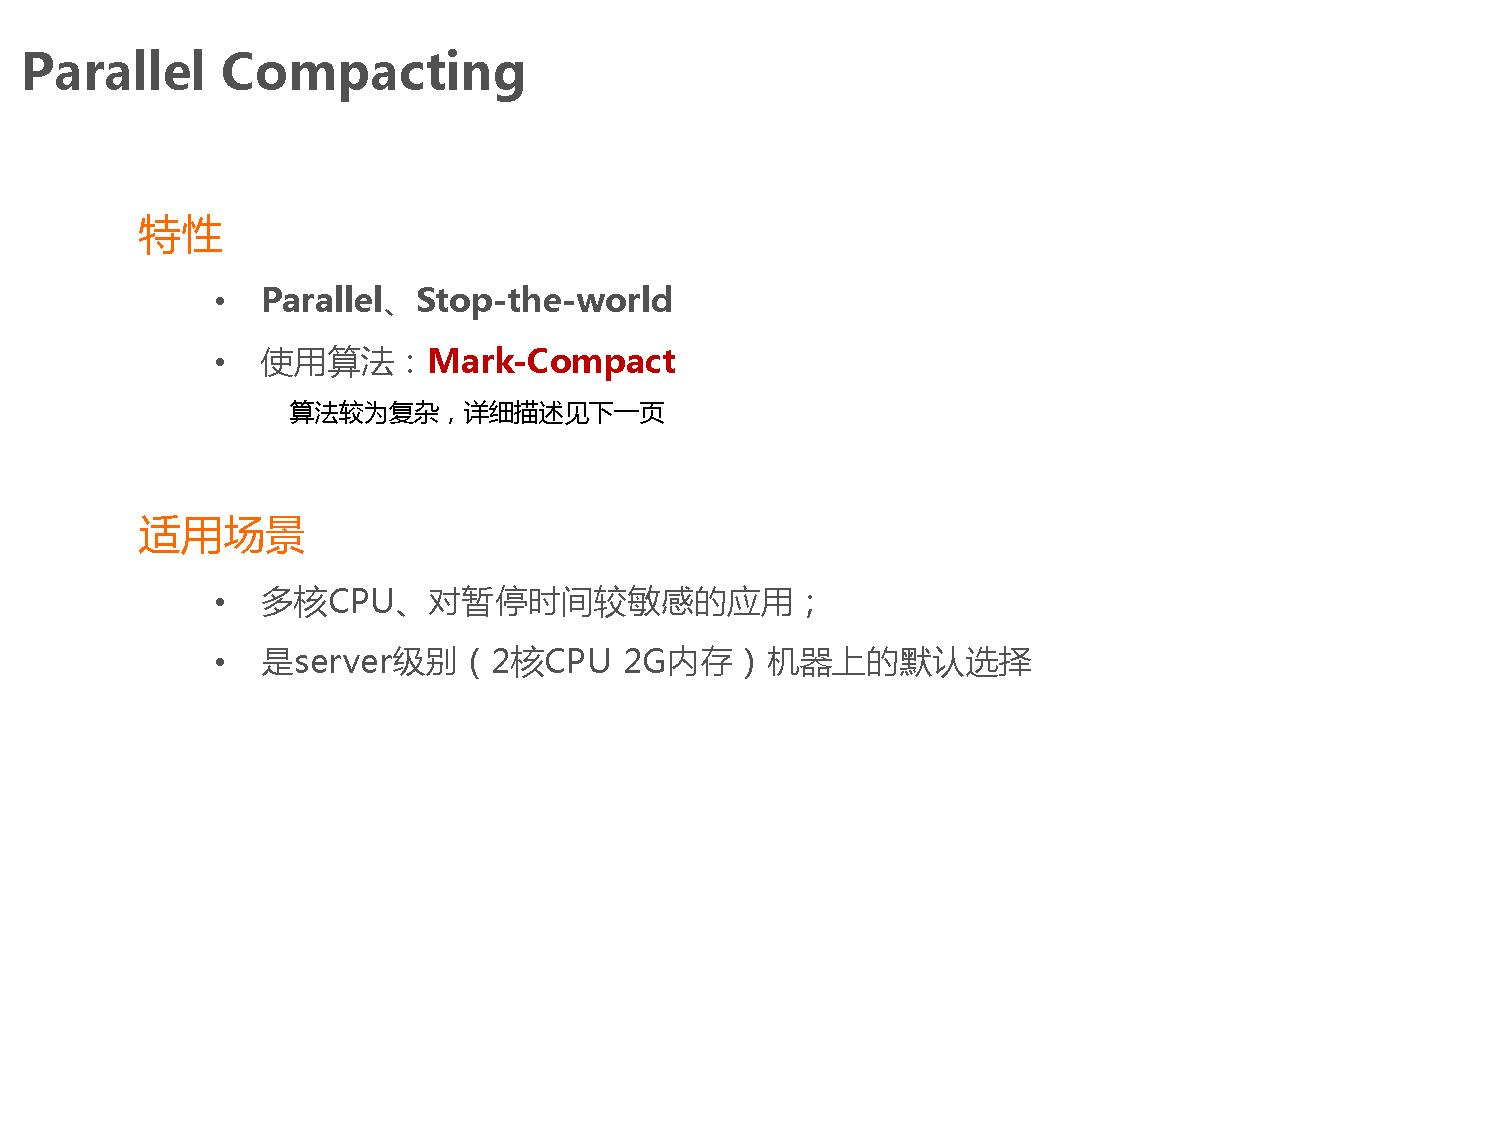 Parallel Compacting
特性
• Parallel、Stop-the-world
• 使用算法：Mark-Compact
算法较为复杂，详细描述见下一页
适用场景
• 多核CPU、对暂停时间较敏感的应用；
• 是server级别（2核CPU 2G内存）机器上的默认选择